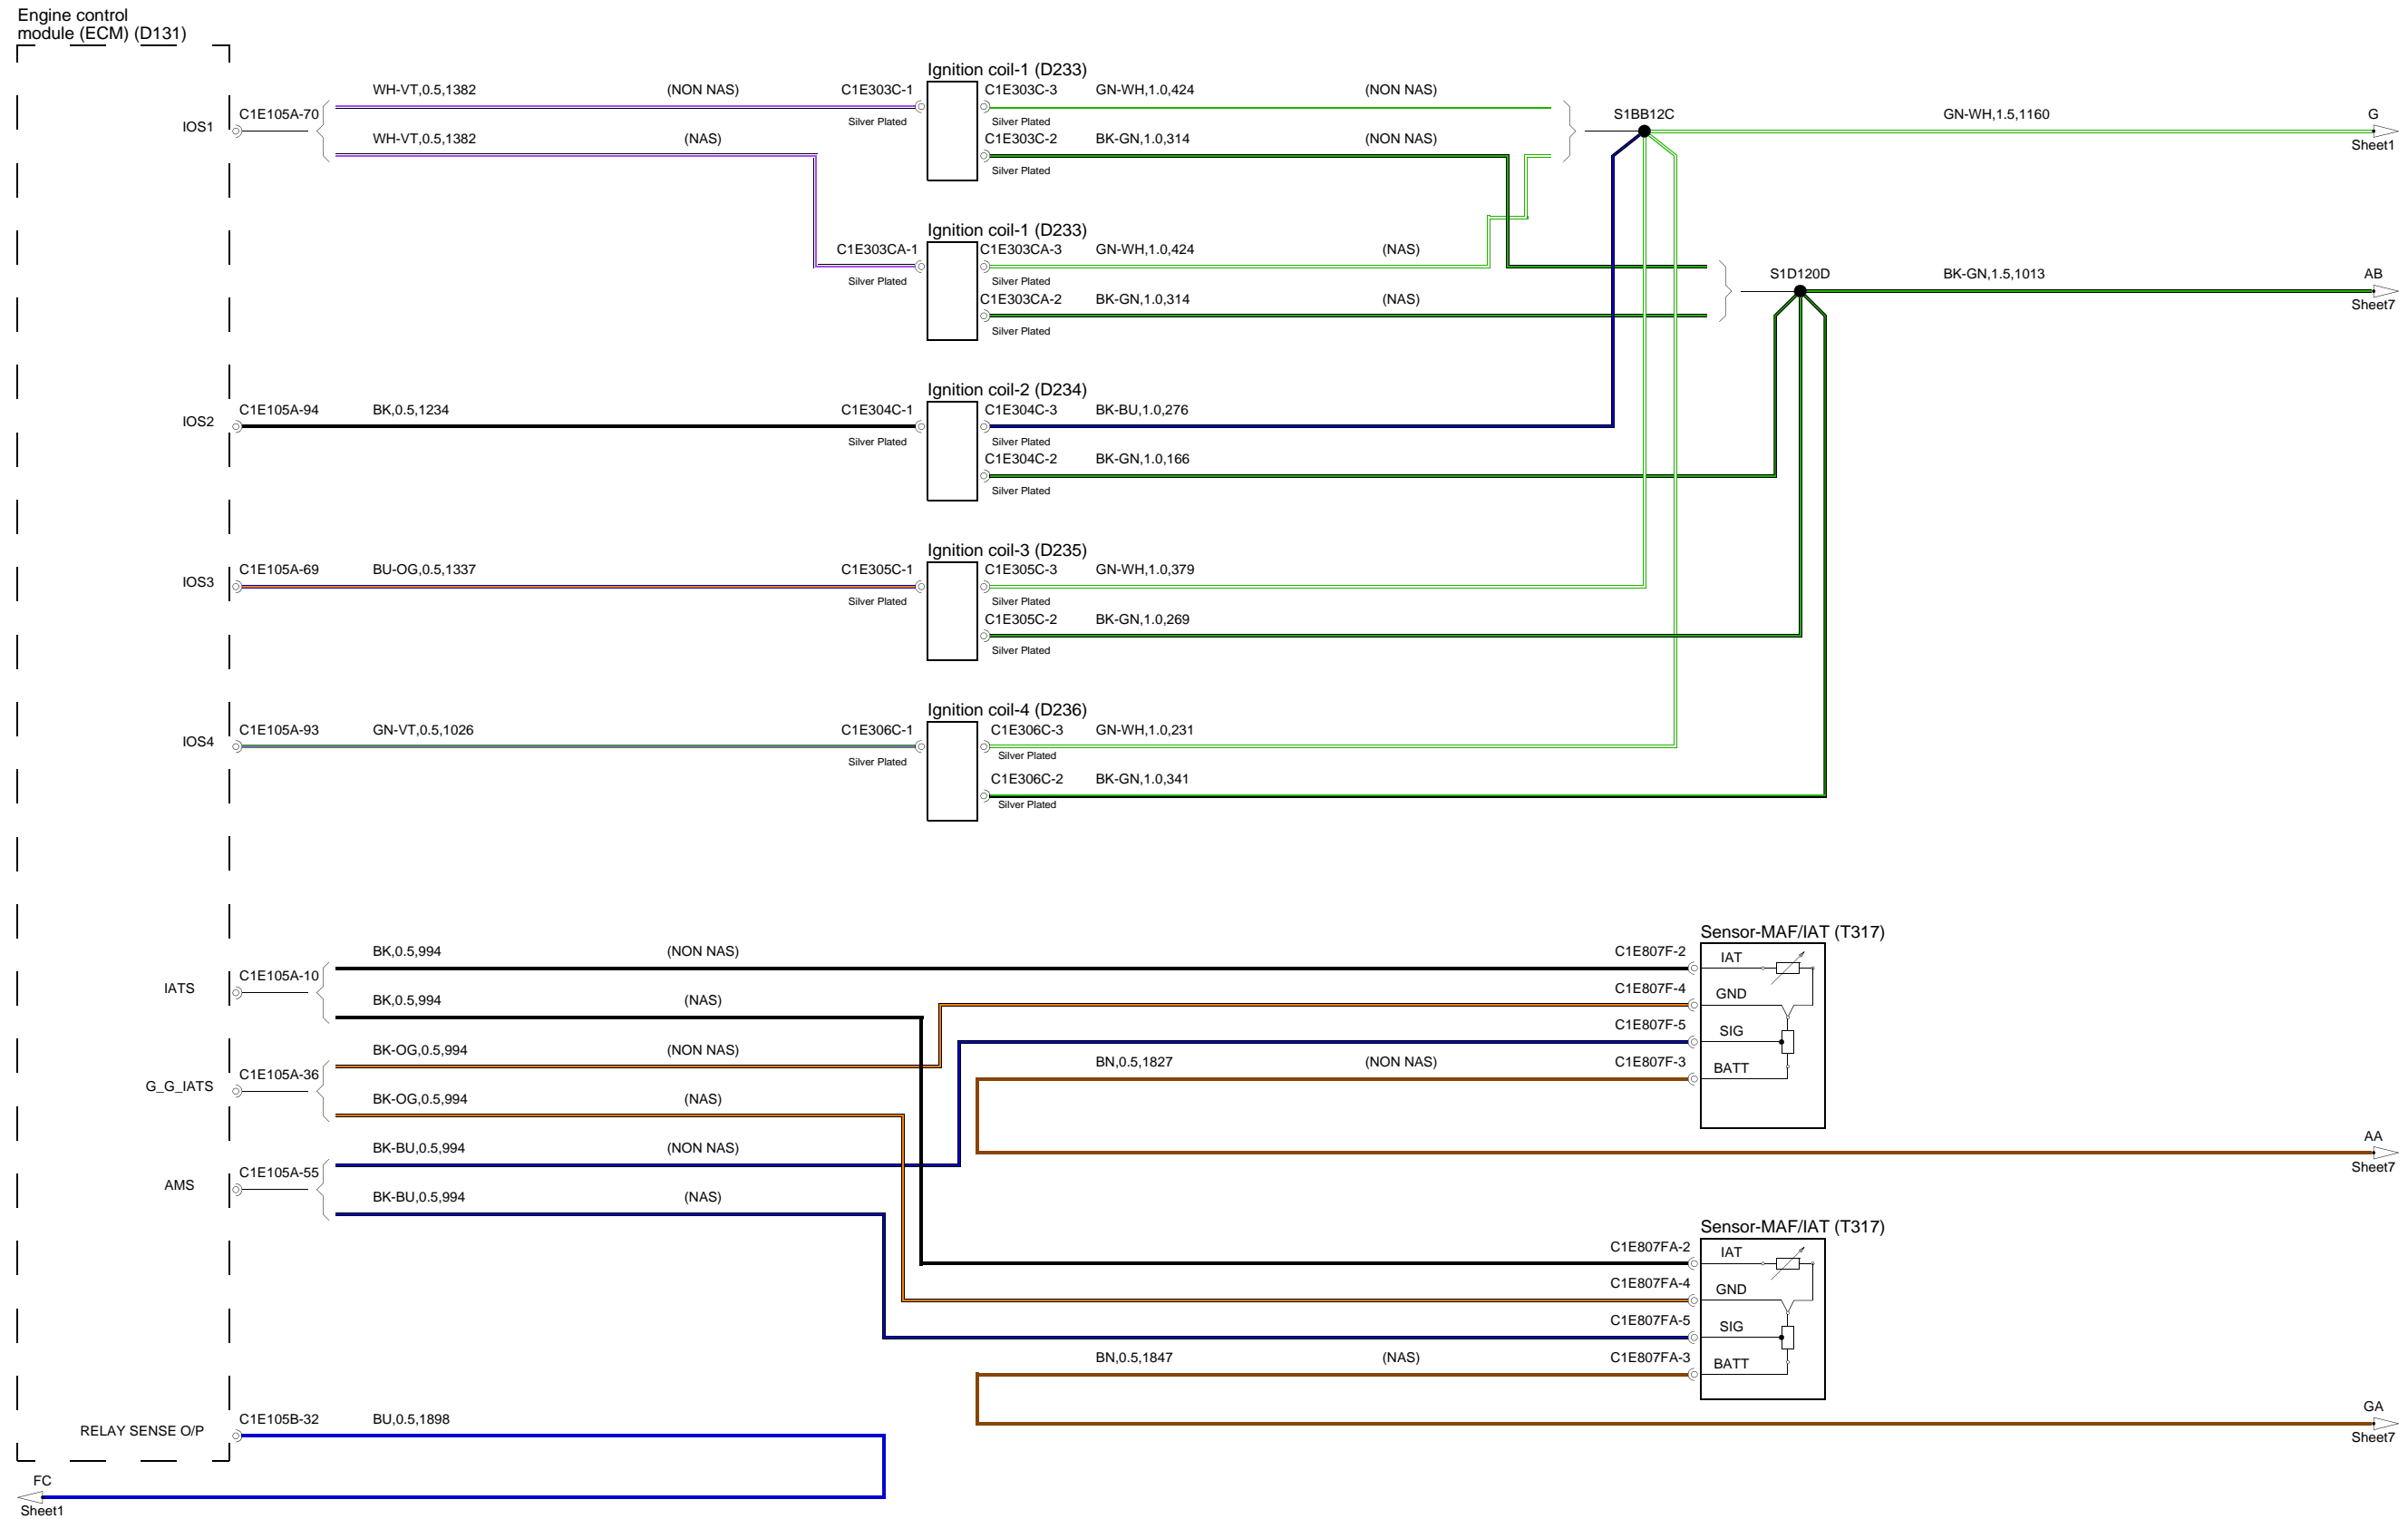 Engine control
module (ECM) (D131)
Ignition coil-1 (D233)
WH-VT,0.5,1382 (NON NAS) C1E303C-1 C1E303C-3 GN-WH,1.0,424 (NON NAS)
C1E105A-70 S1BB12C GN-WH,1.5,1160 G
IOS1 Silver Plated Silver Plated
WH-VT,0.5,1382 (NAS) C1E303C-2 BK-GN,1.0,314 (NON NAS) Sheet1
Silver Plated
Ignition coil-1 (D233)
C1E303CA-1 C1E303CA-3 GN-WH,1.0,424 (NAS)
S1D120D BK-GN,1.5,1013 AB
Silver Plated Silver Plated
C1E303CA-2 BK-GN,1.0,314 (NAS) Sheet7
Silver Plated
Ignition coil-2 (D234)
C1E105A-94 BK,0.5,1234 C1E304C-1 C1E304C-3 BK-BU,1.0,276
IOS2
Silver Plated Silver Plated
C1E304C-2 BK-GN,1.0,166
Silver Plated
Ignition coil-3 (D235)
C1E105A-69 BU-OG,0.5,1337 C1E305C-1 C1E305C-3 GN-WH,1.0,379
IOS3
Silver Plated Silver Plated
C1E305C-2 BK-GN,1.0,269
Silver Plated
Ignition coil-4 (D236)
C1E105A-93 GN-VT,0.5,1026 C1E306C-1 C1E306C-3 GN-WH,1.0,231
IOS4
Silver Plated Silver Plated
C1E306C-2 BK-GN,1.0,341
Silver Plated
Sensor-MAF/IAT (T317)
BK,0.5,994 (NON NAS) C1E807F-2 IAT
C1E105A-10
IATS C1E807F-4 GND
BK,0.5,994 (NAS)
C1E807F-5 SIG
BK-OG,0.5,994 (NON NAS) BN,0.5,1827 (NON NAS) C1E807F-3 BATT
C1E105A-36
G_G_IATS
BK-OG,0.5,994 (NAS)
BK-BU,0.5,994 (NON NAS) AA
C1E105A-55 Sheet7
AMS
BK-BU,0.5,994 (NAS)
Sensor-MAF/IAT (T317)
C1E807FA-2 IAT
C1E807FA-4 GND
C1E807FA-5 SIG
BN,0.5,1847 (NAS) C1E807FA-3 BATT
GA
C1E105B-32 BU,0.5,1898
RELAY SENSE O/P Sheet7
FC
Sheet1